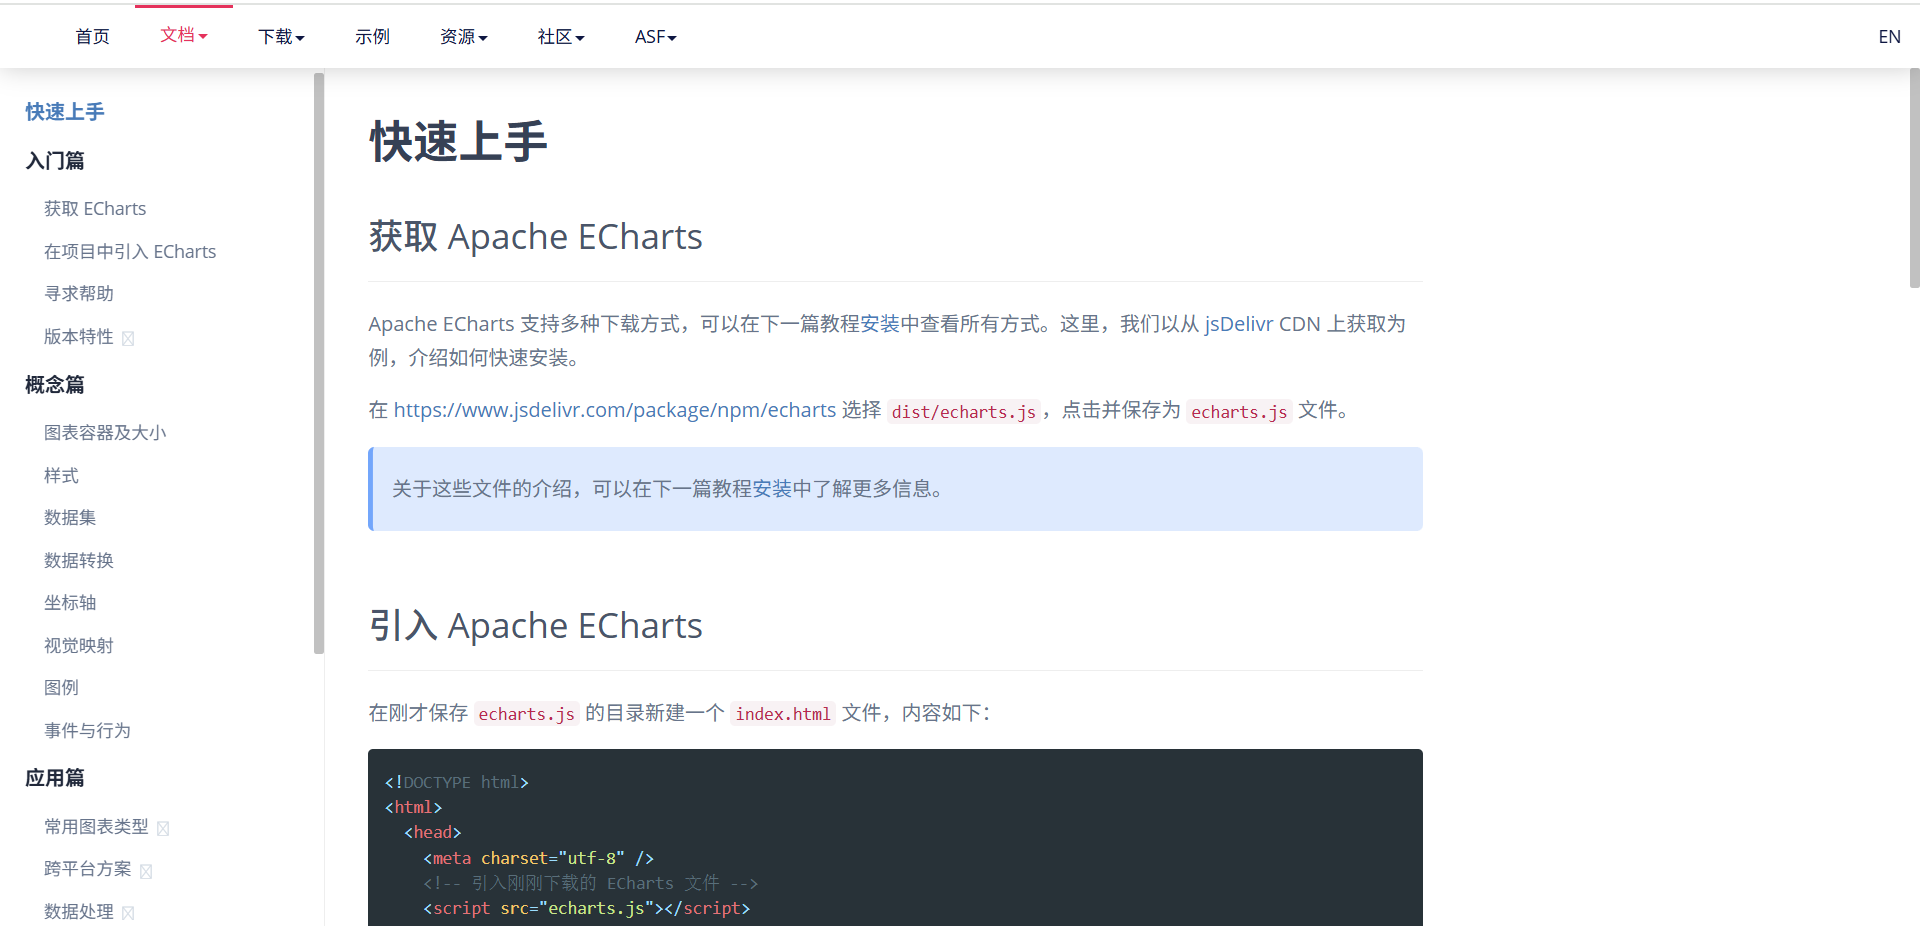 首页 文档 下载 示例 资源 社区 ASF EN
快速上手
入门篇
获取 ECharts
在项目中引入 ECharts
寻求帮助
版本特性
概念篇
图表容器及大小
样式
数据集
数据转换
坐标轴
视觉映射
图例
事件与行为
应用篇
常用图表类型
跨平台方案
数据处理
快速上手
获取 Apache ECharts
Apache ECharts 支持多种下载方式，可以在下一篇教程安装中查看所有方式。这里，我们以从 jsDelivr CDN 上获取为
例，介绍如何快速安装。
在 https://www.jsdelivr.com/package/npm/echarts 选择 dist/echarts.js，点击并保存为 echarts.js 文件。
关于这些文件的介绍，可以在下一篇教程安装中了解更多信息。
引入 Apache ECharts
在刚才保存 echarts.js 的目录新建一个 index.html 文件，内容如下：
<!DOCTYPE html>
<html>
<head>
<meta charset="utf-8" />
<!-- 引入刚刚下载的 ECharts 文件 -->
<script src="echarts.js"></script>